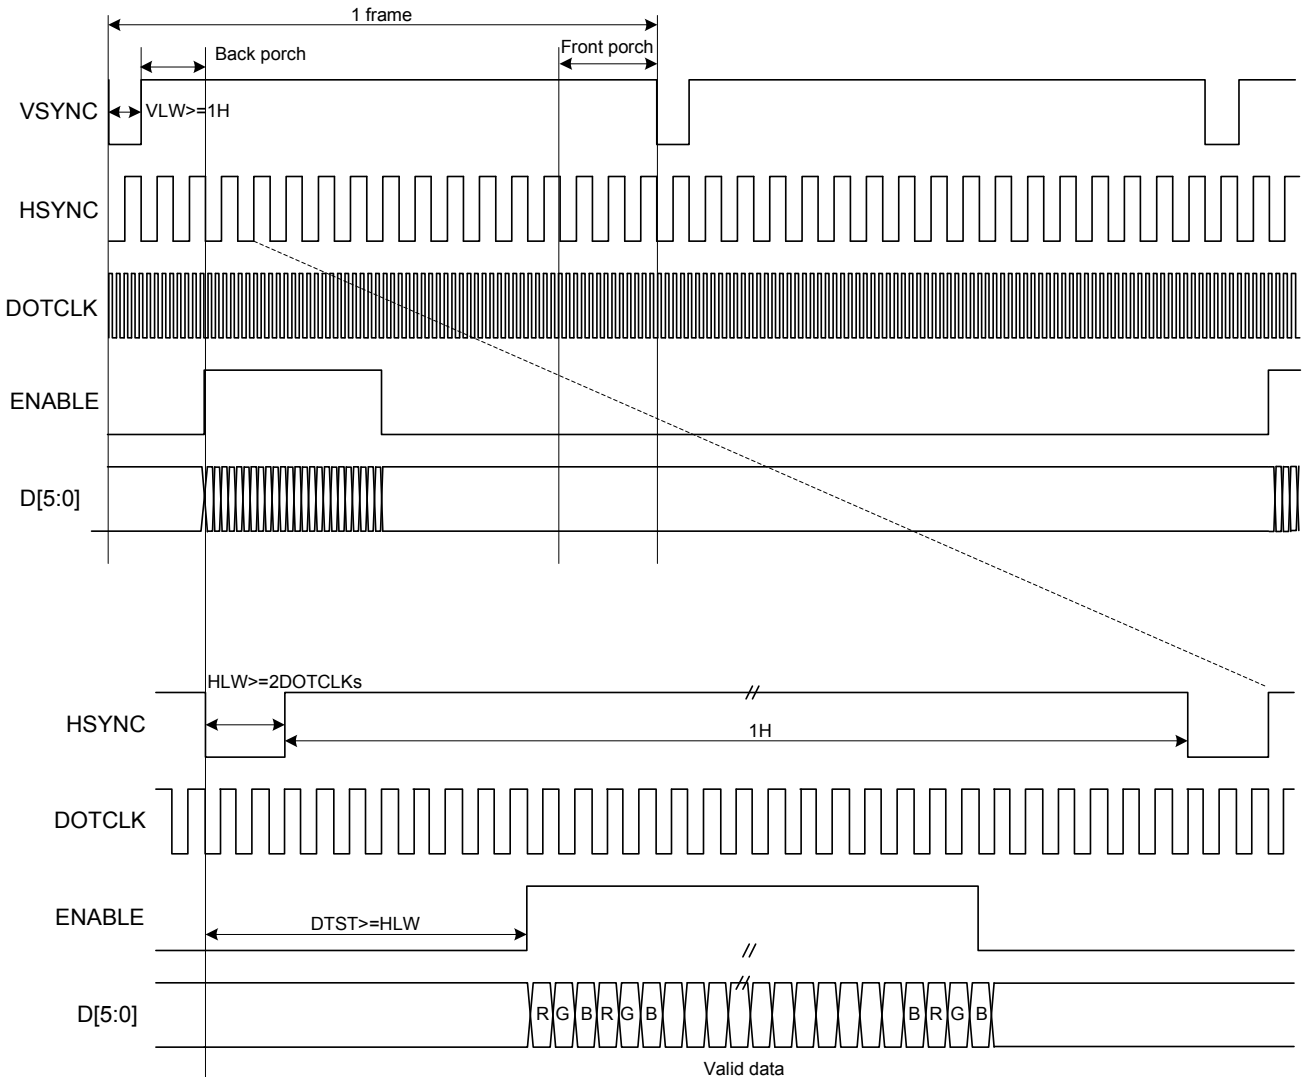 1 frame
Back porch
Front porch
VSYNC
VLW>=1H
HSYNC
DOTCLK
ENABLE
D[5:0]
HLW>=2DOTCLKs
HSYNC
//
1H
DOTCLK
ENABLE
DTST>=HLW
//
D[5:0]
R G B R G B // B R G B
Valid data